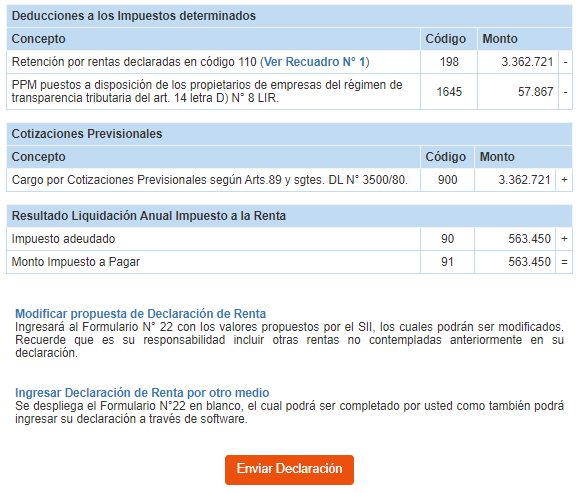 Deducciones a los Impuestos determinados
Concepto Código Monto
Retención por rentas declaradas en código 110 (Ver Recuadro N° 1) 198 3.362.721 -
PPM puestos a disposición de los propietarios de empresas del régimen de
transparencia tributaria del art. 14 letra D) N° 8 LIR. 1645 57.867 -
Cotizaciones Previsionales
Concepto Código Monto
Cargo por Cotizaciones Previsionales según Arts.89 y sgtes. DL N° 3500/80. 900 3.362.721 +
Resultado Liquidación Anual Impuesto a la Renta
Impuesto adeudado 90 563.450 +
Monto Impuesto a Pagar 91 563.450 =
Modificar propuesta de Declaración de Renta
Ingresará al Formulario N° 22 con los valores propuestos por el SII, los cuales podrán ser modificados.
Recuerde que es su responsabilidad incluir otras rentas no contempladas anteriormente en su
declaración.
Ingresar Declaración de Renta por otro medio
Se despliega el Formulario N°22 en blanco, el cual podrá ser completado por usted como también podrá
ingresar su declaración a través de software.
Enviar Declaración